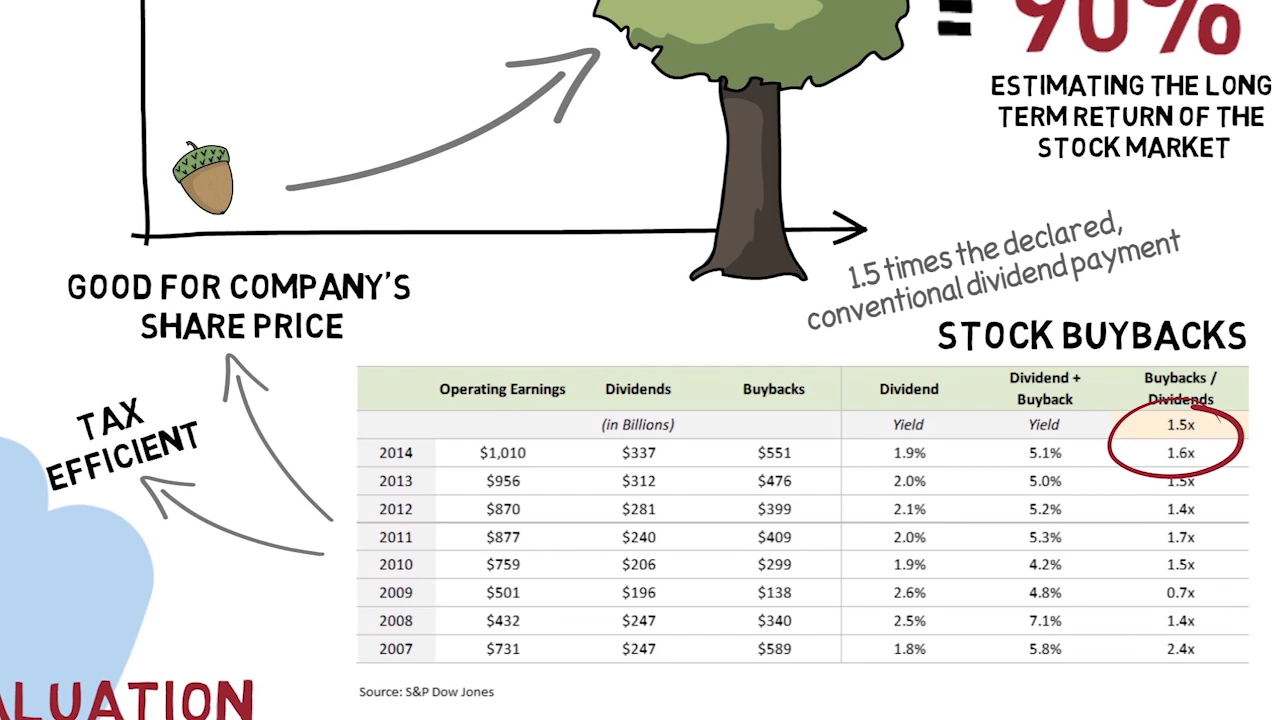 = 90%
ESTIMATING THE LONG
TERM RETURN OF THE
STOCK MARKET
1.5 times the declared,
conventional dividend payment
GOOD FOR COMPANY'S
SHARE PRICE
TAX
EFFICIENT
STOCK BUYBACKS
Operating Earnings Dividends Buybacks Dividend Dividend + Buyback Buybacks / Dividends
(in Billions) Yield Yield 1.5x
2014 $1,010 $337 $551 1.9% 5.1% 1.6x
2013 $956 $312 $476 2.0% 5.0% 1.5x
2012 $870 $281 $399 2.1% 5.2% 1.4x
2011 $877 $240 $409 2.0% 5.3% 1.7x
2010 $759 $206 $299 1.9% 4.2% 1.5x
2009 $501 $196 $138 2.6% 4.8% 0.7x
2008 $432 $247 $340 2.5% 7.1% 1.4x
2007 $731 $247 $589 1.8% 5.8% 2.4x
Source: S&P Dow Jones